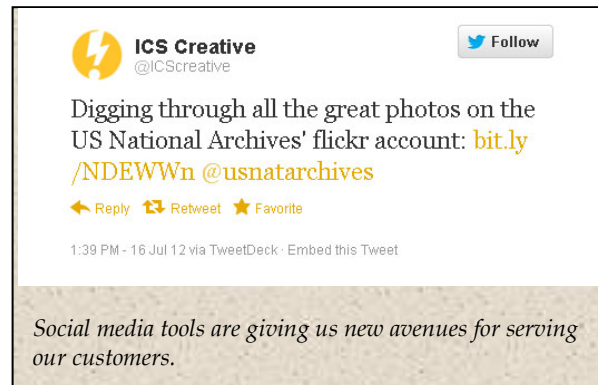 ICS Creative
@ICScreative
Follow
Digging through all the great photos on the
US National Archives' flickr account: bit.ly
/NDEWWn @usnatarchives
Reply Retweet Favorite
1:39 PM - 16 Jul 12 via TweetDeck · Embed this Tweet
Social media tools are giving us new avenues for serving
our customers.